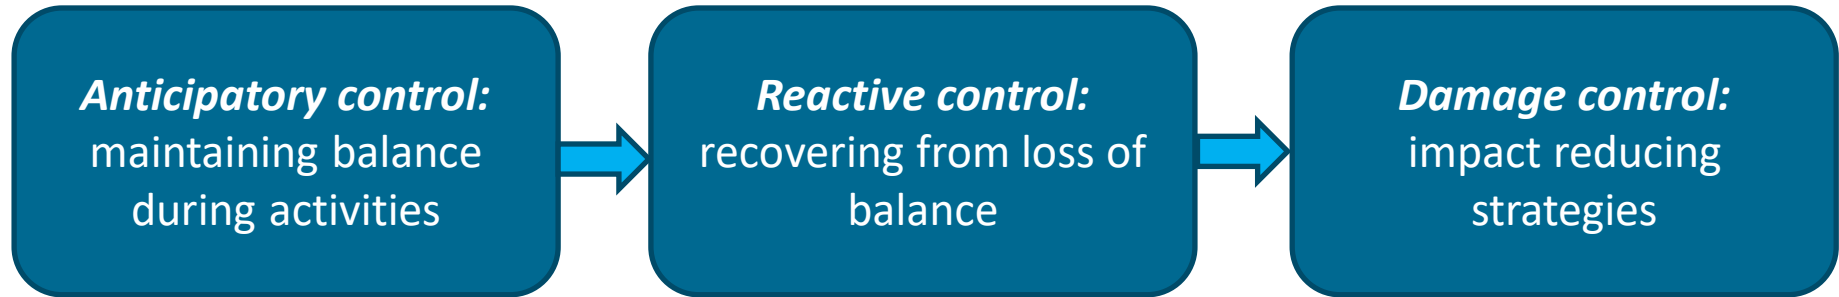 Anticipatory control:
maintaining balance
during activities
Reactive control:
recovering from loss of
balance
Damage control:
impact reducing
strategies